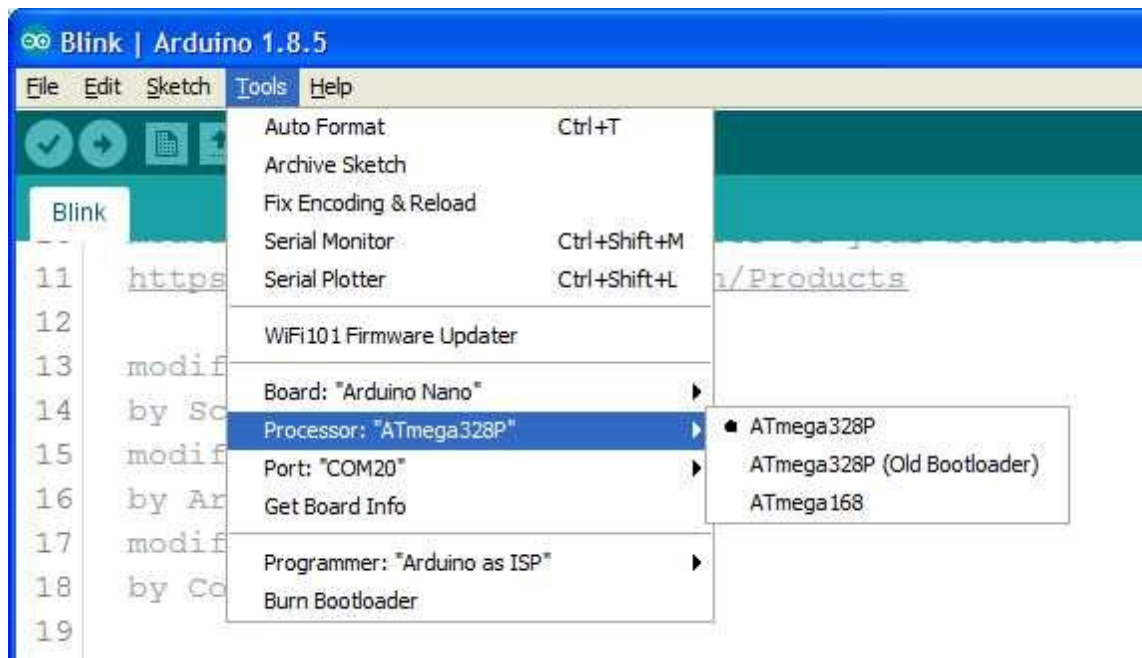 Blink | Arduino 1.8.5
File Edit Sketch Tools Help
Auto Format Ctrl+T
Archive Sketch
Fix Encoding & Reload
Serial Monitor Ctrl+Shift+M
Serial Plotter Ctrl+Shift+L
WiFi101 Firmware Updater
Board: "Arduino Nano"
Processor: "ATmega328P"
Port: "COM20"
Get Board Info
Programmer: "Arduino as ISP"
Burn Bootloader
ATmega328P
ATmega328P (Old Bootloader)
ATmega168
Blink
11 https n/Products
12
13 modif
14 by Sc
15 modif
16 by Ar
17 modif
18 by Co
19